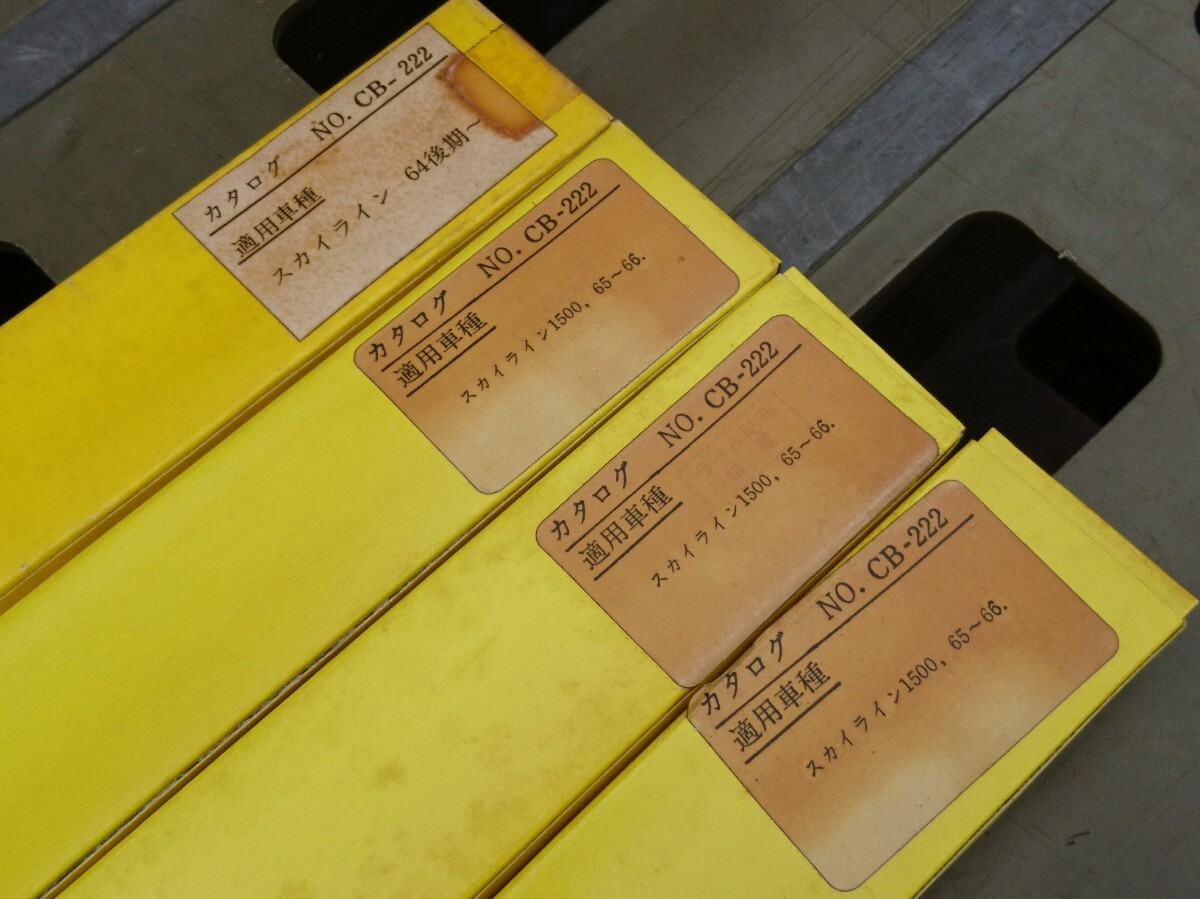 カタログ NO. CB- 222
適用車種
スカイライン 64後期~
カタログ NO. CB-222
適用車種
スカイライン1500, 65~66.
カタログ NO. CB-222
適用車種
スカイライン1500, 65~66.
カタログ NO. CB-222
適用車種
スカイライン1500, 65~66.